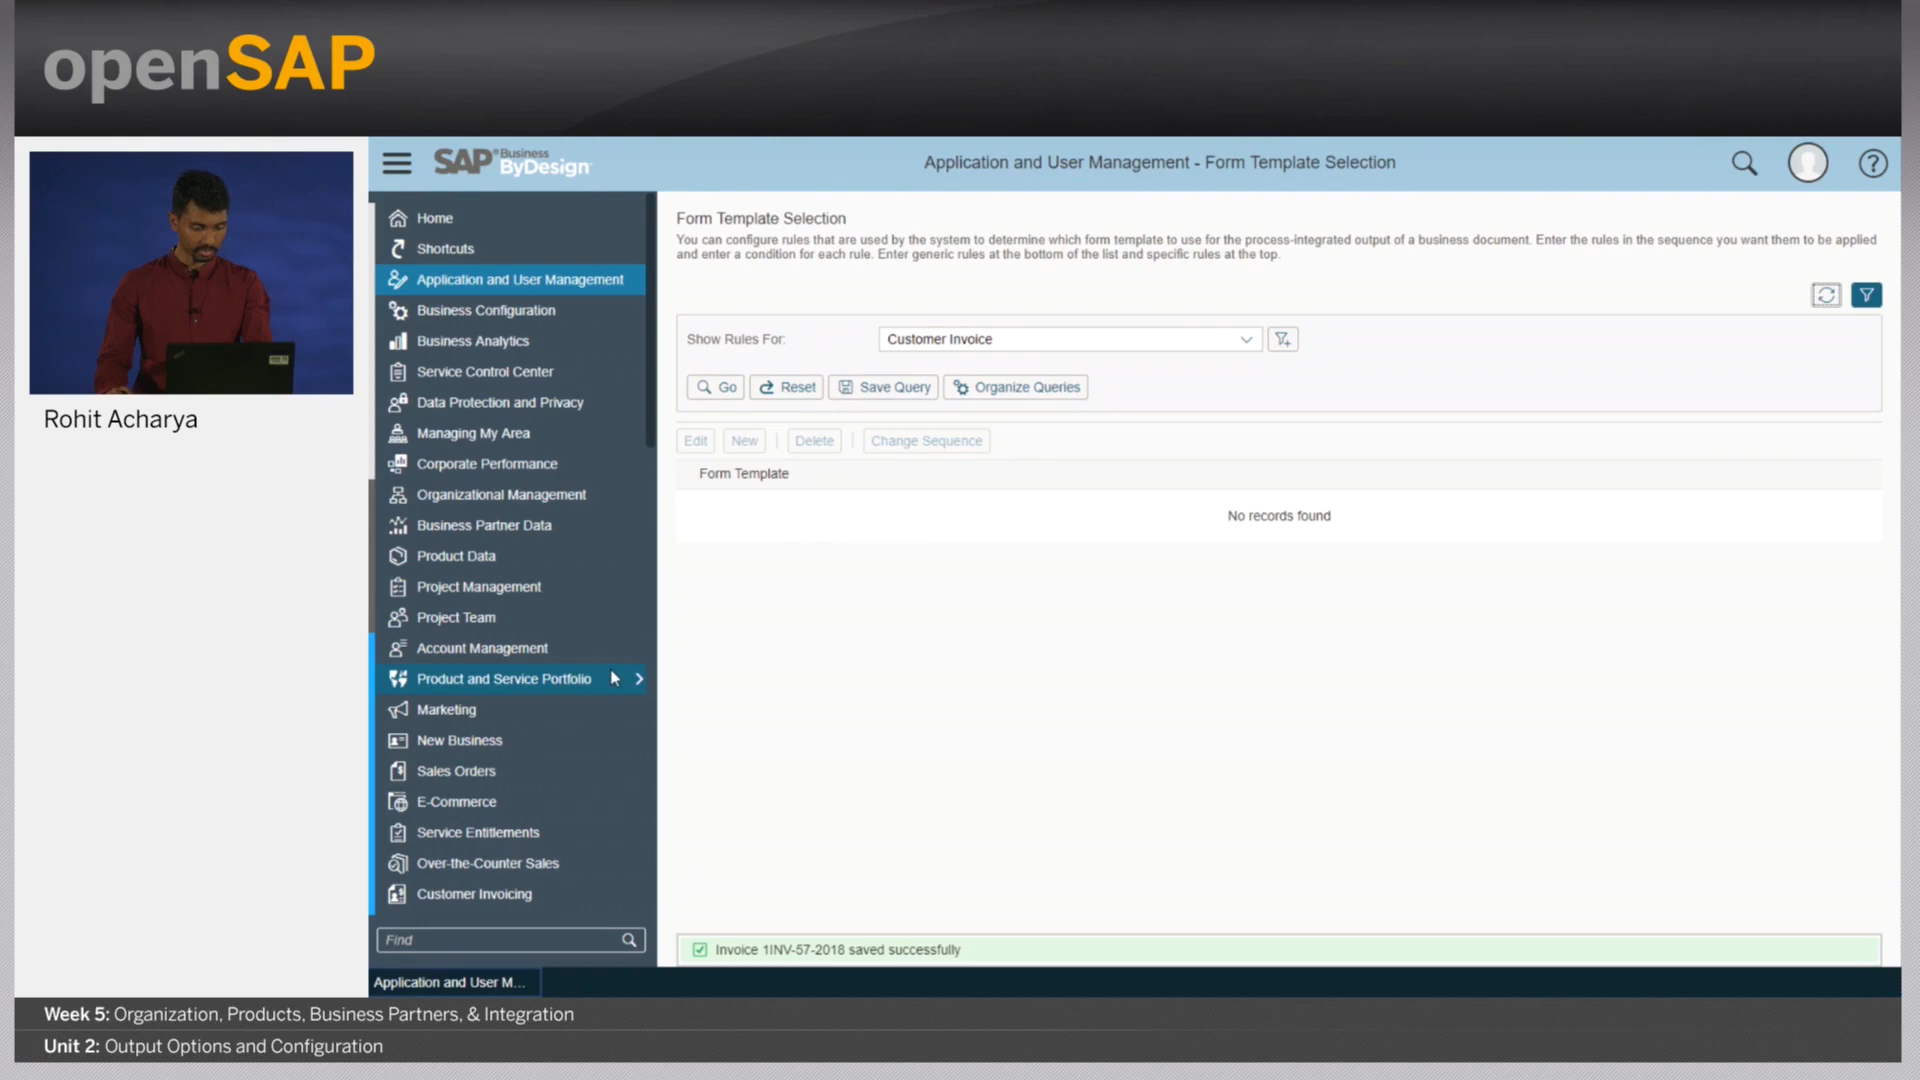 openSAP
SAP Business ByDesign
Application and User Management - Form Template Selection
Rohit Acharya
Home
Shortcuts
Application and User Management
Business Configuration
Business Analytics
Service Control Center
Data Protection and Privacy
Managing My Area
Corporate Performance
Organizational Management
Business Partner Data
Product Data
Project Management
Project Team
Account Management
Product and Service Portfolio
Marketing
New Business
Sales Orders
E-Commerce
Service Entitlements
Over-the-Counter Sales
Customer Invoicing
Find
Form Template Selection
You can configure rules that are used by the system to determine which form template to use for the process-integrated output of a business document. Enter the rules in the sequence you want them to be applied
and enter a condition for each rule. Enter generic rules at the bottom of the list and specific rules at the top.
Show Rules For: Customer Invoice
Go Reset Save Query Organize Queries
Edit New | Delete | Change Sequence
Form Template
No records found
Invoice 1INV-57-2018 saved successfully
Application and User M...
Week 5: Organization, Products, Business Partners, & Integration
Unit 2: Output Options and Configuration